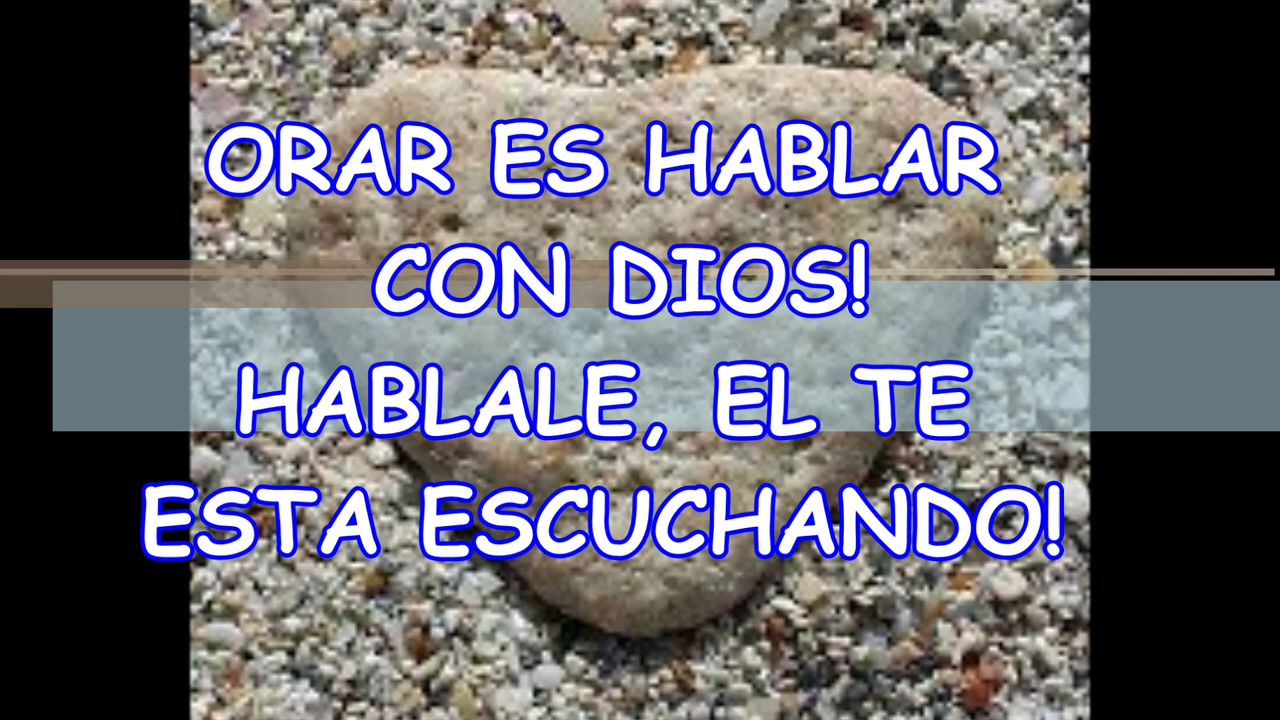 ORAR ES HABLAR
CON DIOS!
HABLALE, EL TE
ESTA ESCUCHANDO!